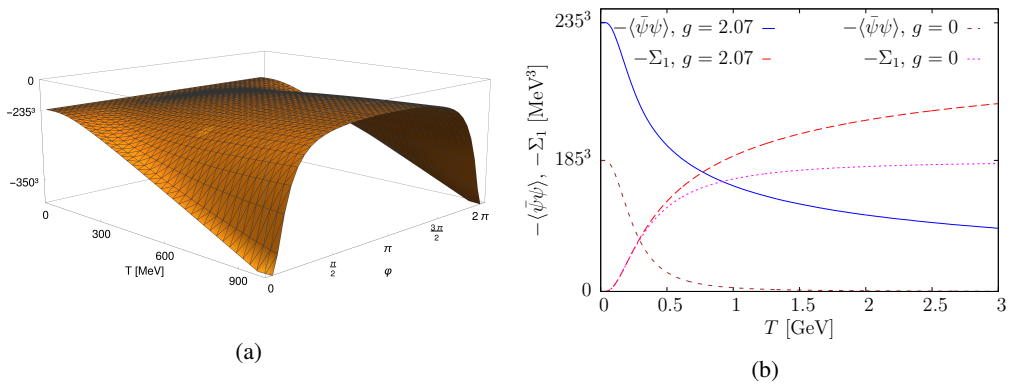 0
−235³
−350³
0
300
600
900
T [MeV]
0
π/2
π
3π/2
2 π
φ
(a)
235³
185³
0
−⟨ψ̄ψ⟩, −Σ₁ [MeV³]
−⟨ψ̄ψ⟩, g = 2.07
−Σ₁, g = 2.07
−⟨ψ̄ψ⟩, g = 0
−Σ₁, g = 0
0 0.5 1 1.5 2 2.5 3
T [GeV]
(b)